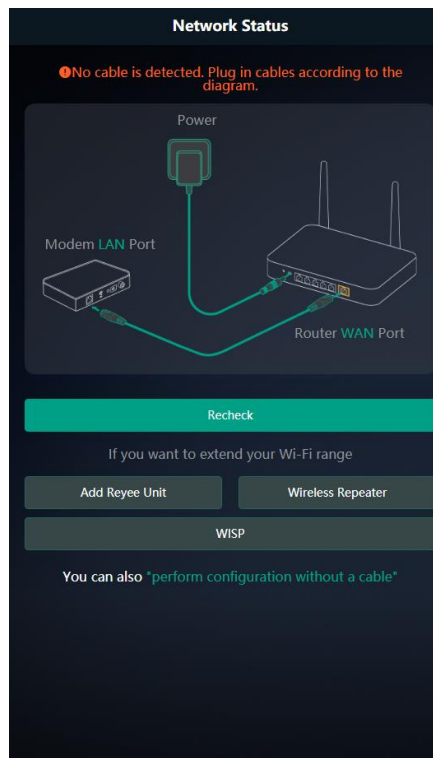 Network Status
No cable is detected. Plug in cables according to the
diagram.
Power
Modem LAN Port
Router WAN Port
Recheck
If you want to extend your Wi-Fi range
Add Reyee Unit
Wireless Repeater
WISP
You can also "perform configuration without a cable"